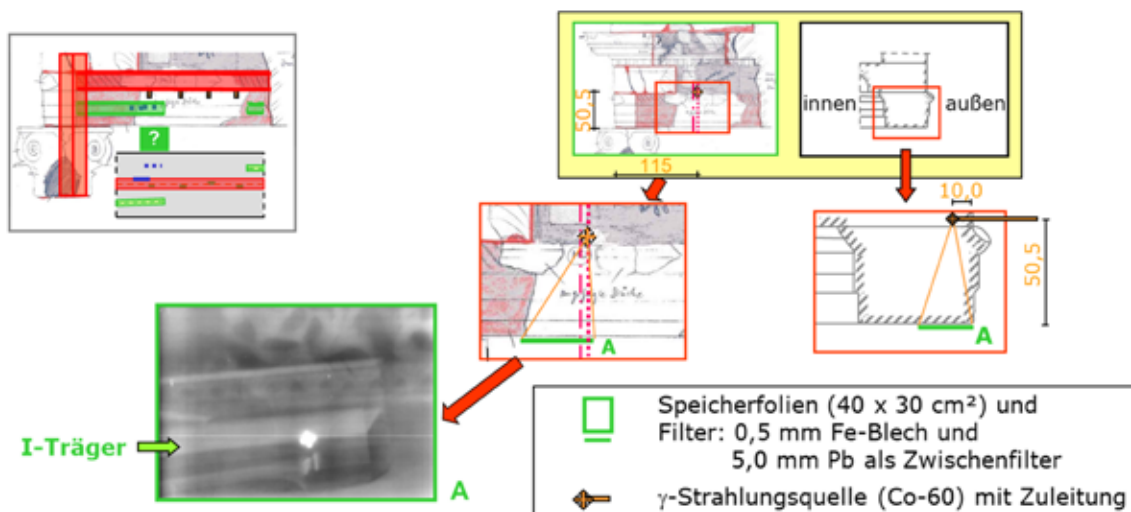 ?
innen
außen
50,5
115
10,0
50,5
A
A
I-Träger
A
Speicherfolien (40 x 30 cm²) und
Filter: 0,5 mm Fe-Blech und
5,0 mm Pb als Zwischenfilter
γ-Strahlungsquelle (Co-60) mit Zuleitung